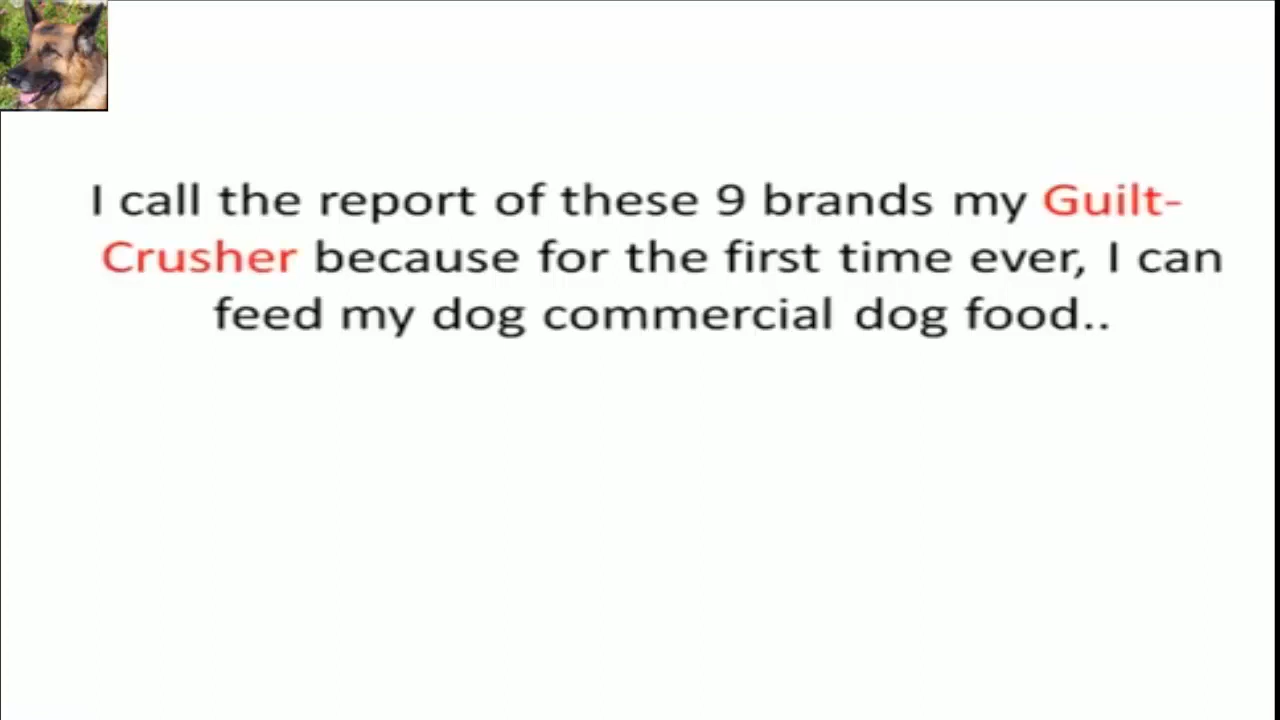 I call the report of these 9 brands my Guilt-
Crusher because for the first time ever, I can
feed my dog commercial dog food..